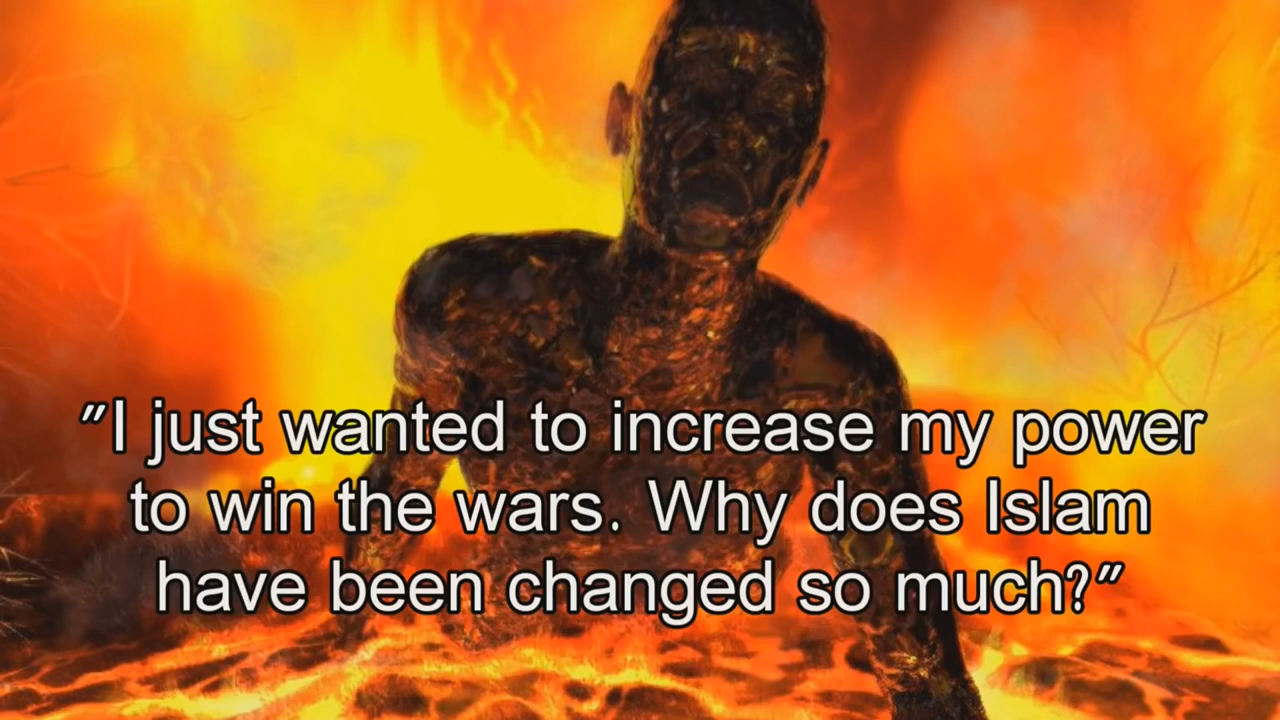 "I just wanted to increase my power
to win the wars. Why does Islam
have been changed so much?"